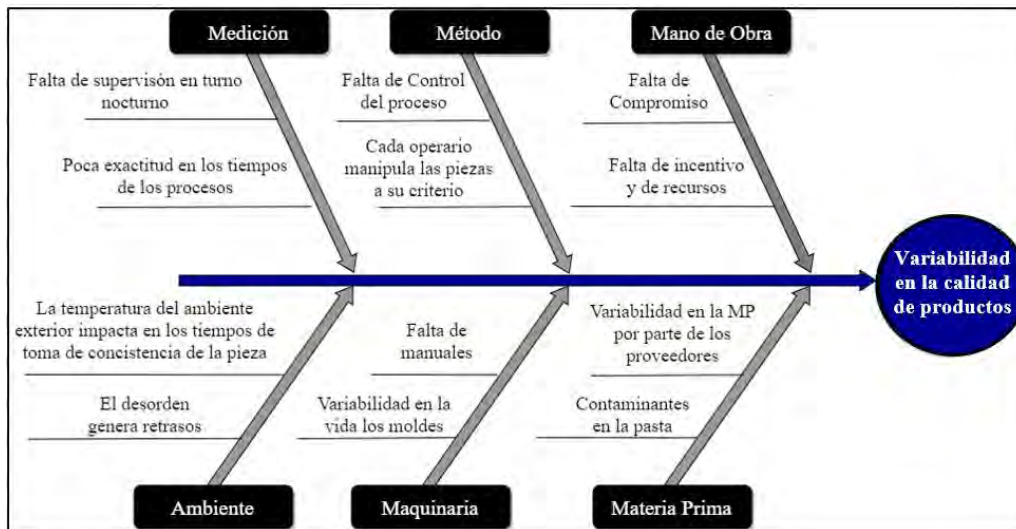 Medición
Método
Mano de Obra
Falta de supervisón en turno
nocturno
Poca exactitud en los tiempos
de los procesos
Falta de Control
del proceso
Cada operario
manipula las piezas
a su criterio
Falta de
Compromiso
Falta de incentivo
y de recursos
Variabilidad
en la calidad
de productos
La temperatura del ambiente
exterior impacta en los tiempos de
toma de concistencia de la pieza
El desorden
genera retrasos
Falta de
manuales
Variabilidad en la
vida los moldes
Variabilidad en la MP
por parte de los
proveedores
Contaminantes
en la pasta
Ambiente
Maquinaria
Materia Prima